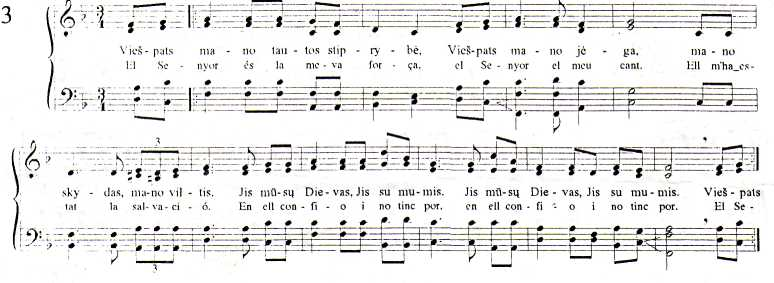 3
Vieš - pats ma - no tau - tos stip - ry - bė, Vieš - pats ma - no jė - ga, ma - no
El Se - nyor és la me - va for - ça, el Se - nyor el meu cant. Ell m'ha_es-
3
sky - das, ma - no vil - tis. Jis mū - sų Die - vas, Jis su mu - mis. Jis mū - sų Die - vas, Jis su mu - mis. Vieš - pats
tat la sal - va - ci - ó. En ell con - fi - o i no tinc por, en ell con - fi - o i no tinc por. El Se -
3